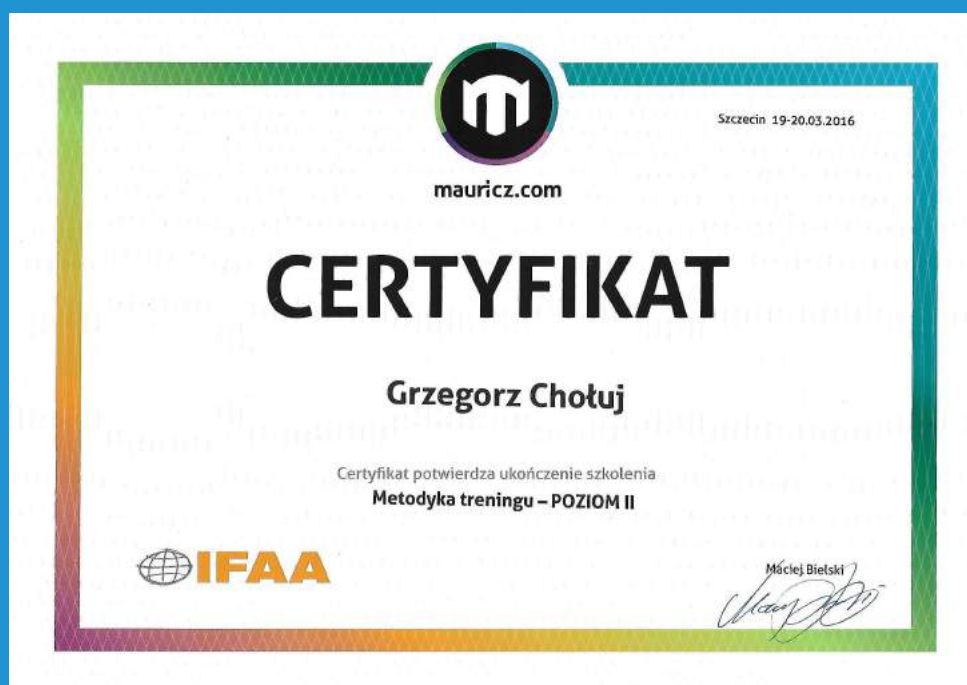 Szczecin 19-20.03.2016
mauricz.com
CERTYFIKAT
Grzegorz Chołuj
Certyfikat potwierdza ukończenie szkolenia
Metodyka treningu – POZIOM II
IFAA
Maciej Bielski